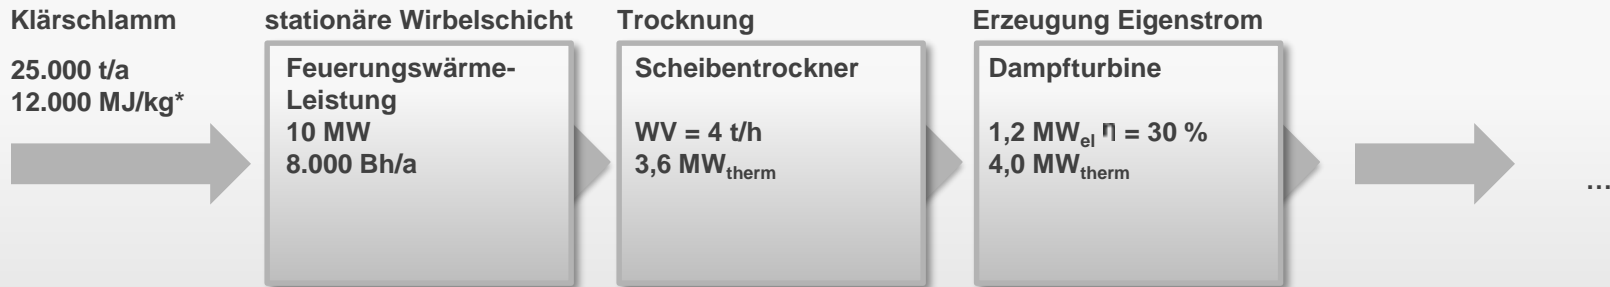 Klärschlamm
25.000 t/a
12.000 MJ/kg*
stationäre Wirbelschicht
Feuerungswärme-
Leistung
10 MW
8.000 Bh/a
Trocknung
Scheibentrockner
WV = 4 t/h
3,6 MWtherm
Erzeugung Eigenstrom
Dampfturbine
1,2 MWel η = 30 %
4,0 MWtherm
...